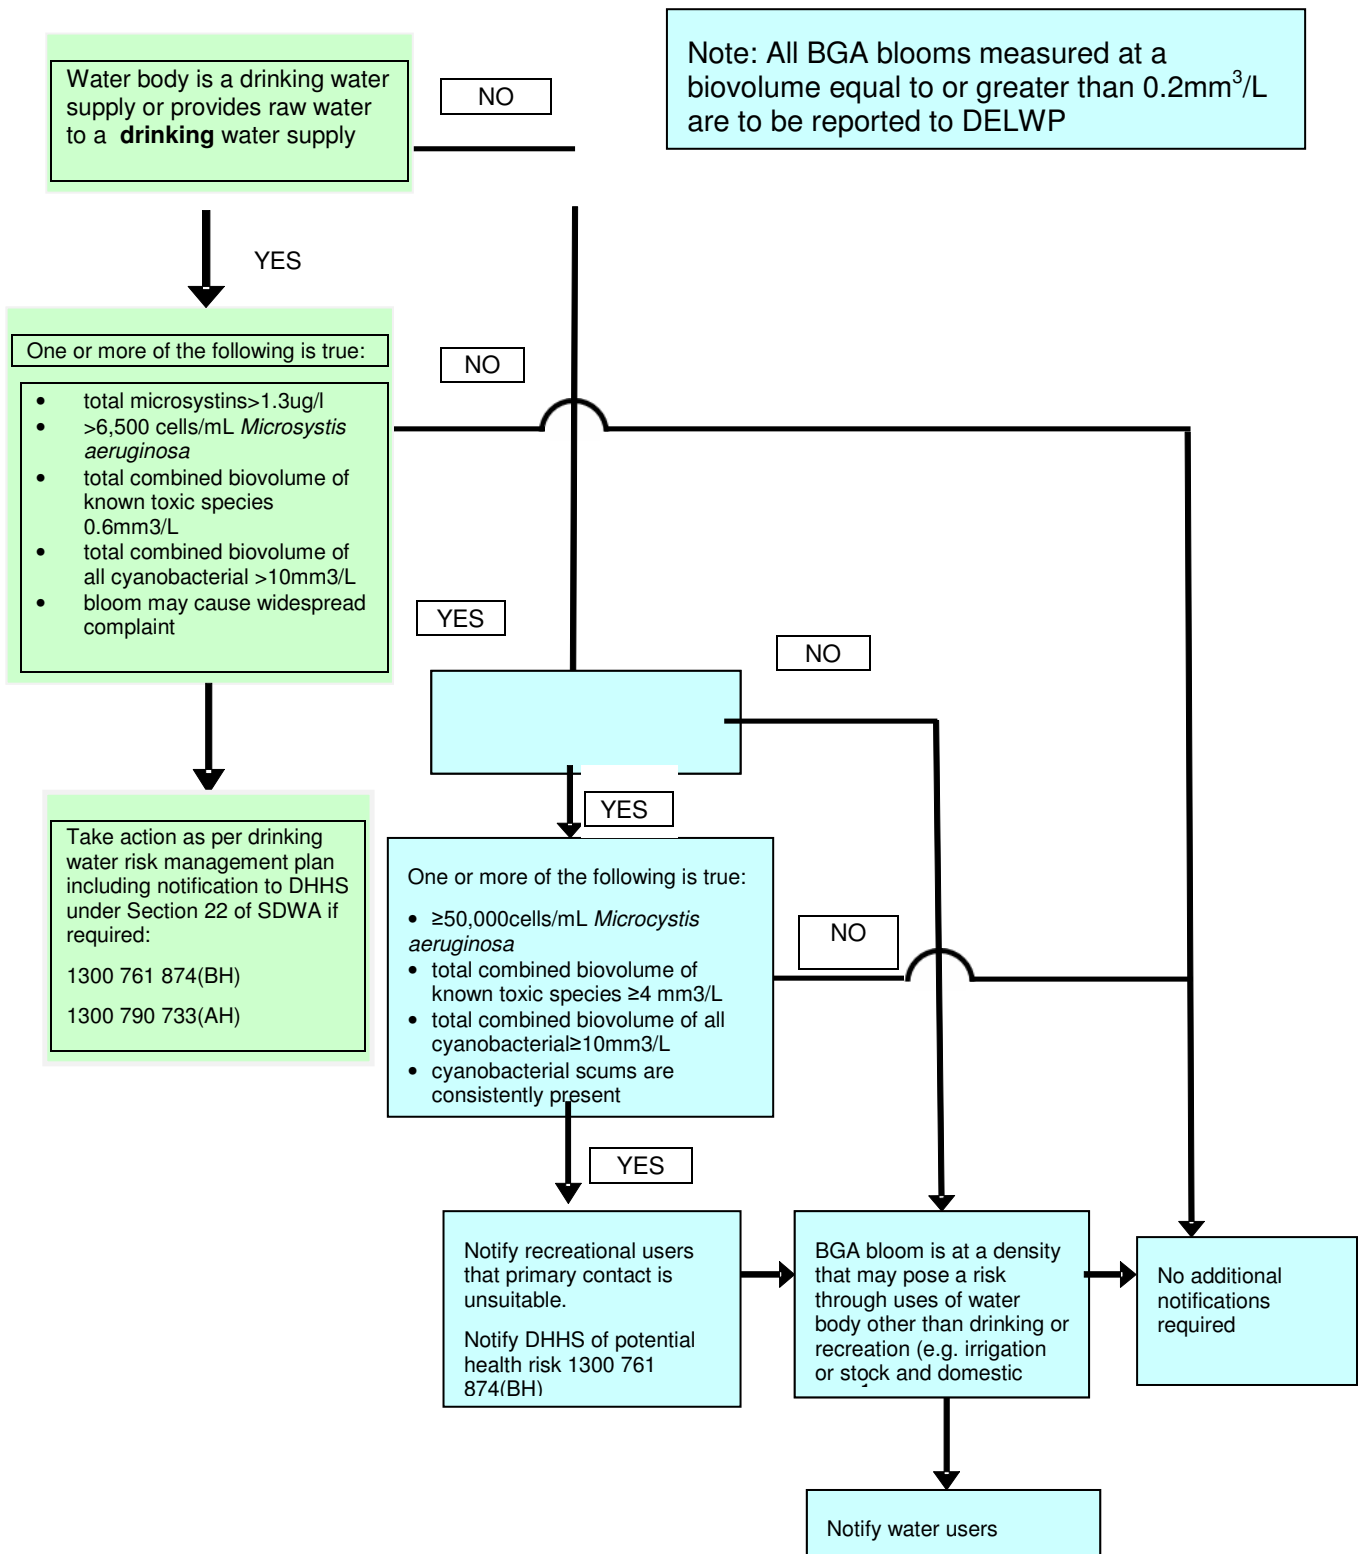 Note: All BGA blooms measured at a
biovolume equal to or greater than 0.2mm³/L
are to be reported to DELWP
Water body is a drinking water
supply or provides raw water
to a drinking water supply
NO
YES
One or more of the following is true:
• total microsystins>1.3ug/l
• >6,500 cells/mL Microsystis
aeruginosa
• total combined biovolume of
known toxic species
0.6mm3/L
• total combined biovolume of
all cyanobacterial >10mm3/L
• bloom may cause widespread
complaint
NO
YES
NO
YES
Take action as per drinking
water risk management plan
including notification to DHHS
under Section 22 of SDWA if
required:
1300 761 874(BH)
1300 790 733(AH)
One or more of the following is true:
• ≥50,000cells/mL Microcystis
aeruginosa
• total combined biovolume of
known toxic species ≥4 mm3/L
• total combined biovolume of all
cyanobacterial≥10mm3/L
• cyanobacterial scums are
consistently present
NO
YES
Notify recreational users
that primary contact is
unsuitable.
Notify DHHS of potential
health risk 1300 761
874(BH)
BGA bloom is at a density
that may pose a risk
through uses of water
body other than drinking or
recreation (e.g. irrigation
or stock and domestic
No additional
notifications
required
Notify water users